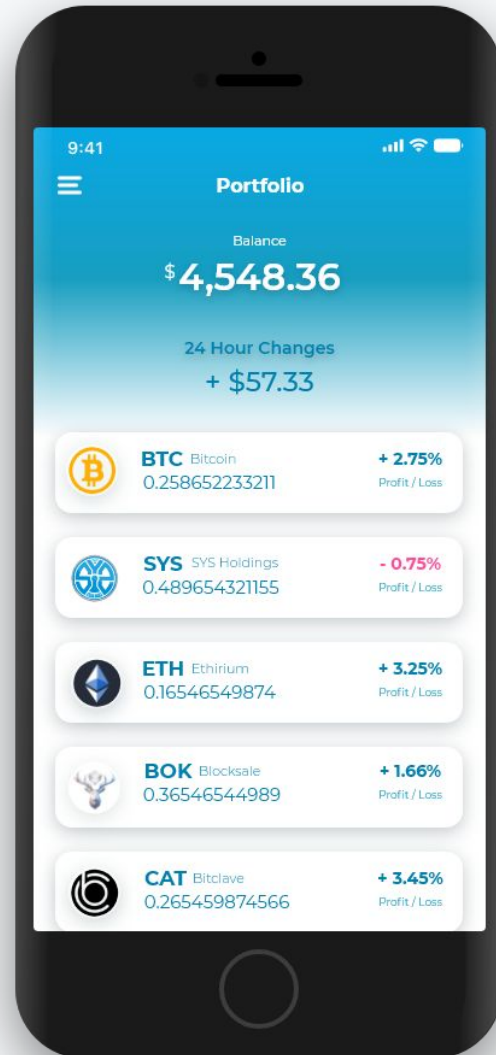 9:41
Portfolio
Balance
$4,548.36
24 Hour Changes
+ $57.33
BTC Bitcoin
+ 2.75%
0.258652233211
Profit / Loss
SYS SYS Holdings
- 0.75%
0.489654321155
Profit / Loss
ETH Ethirium
+ 3.25%
0.16546549874
Profit / Loss
BOK Blocksale
+ 1.66%
0.36546544989
Profit / Loss
CAT Bitclave
+ 3.45%
0.265459874566
Profit / Loss